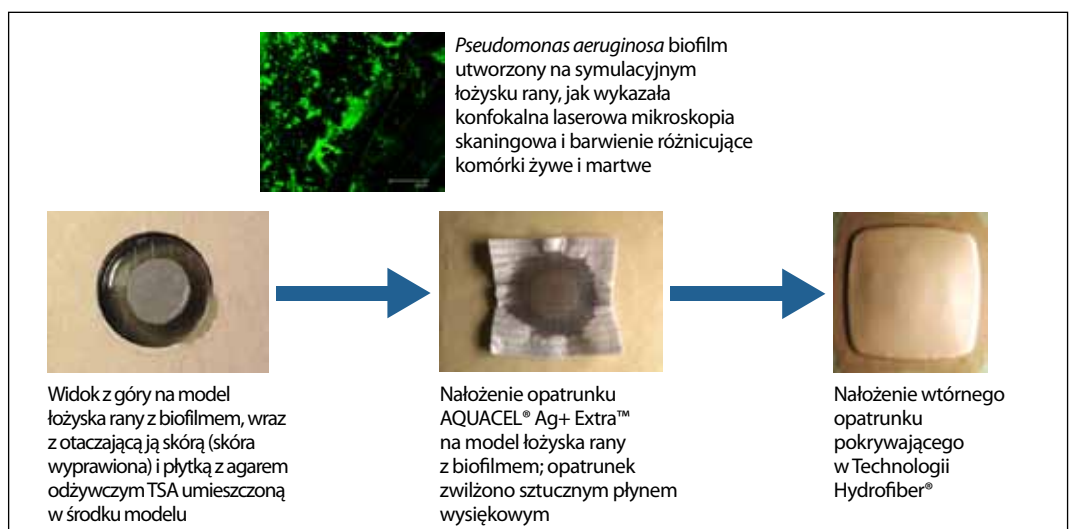 Pseudomonas aeruginosa biofilm
utworzony na symulacyjnym
łożysku rany, jak wykazała
konfokalna laserowa mikroskopia
skaningowa i barwienie różnicujące
komórki żywe i martwe
Widok z góry na model
łożyska rany z biofilmem, wraz
z otaczającą ją skórą (skóra
wyprawiona) i płytką z agarem
odżywczym TSA umieszczoną
w środku modelu
Nałożenie opatrunku
AQUACEL® Ag+ Extra™
na model łożyska rany
z biofilmem; opatrunek
zwilżono sztucznym płynem
wysiękowym
Nałożenie wtórnego
opatrunku
pokrywającego
w Technologii
Hydrofiber®